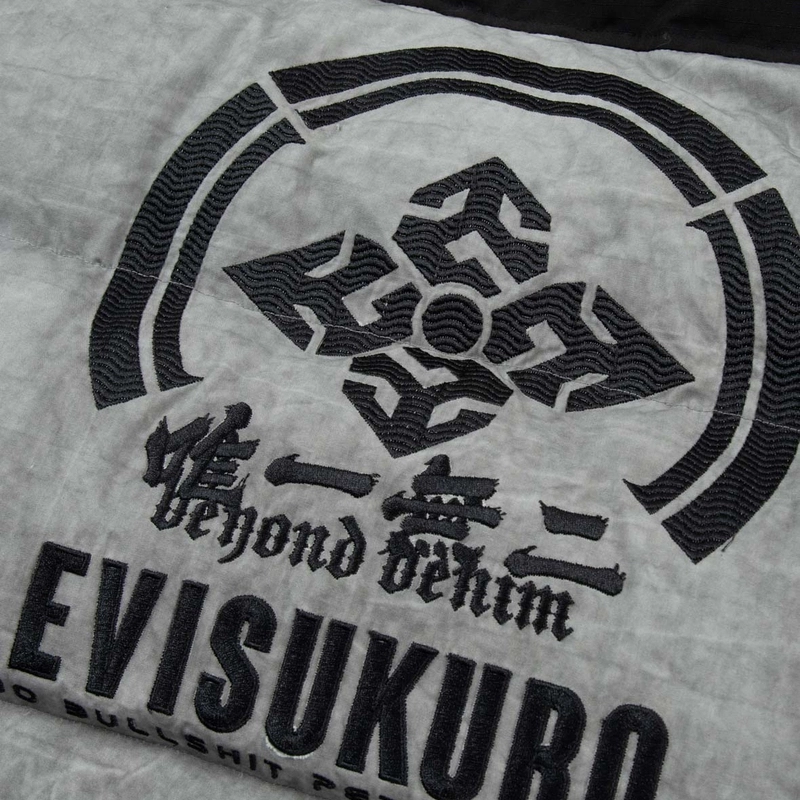 唯一無二
beyond denim
EVISUKURO
BULLSHIT